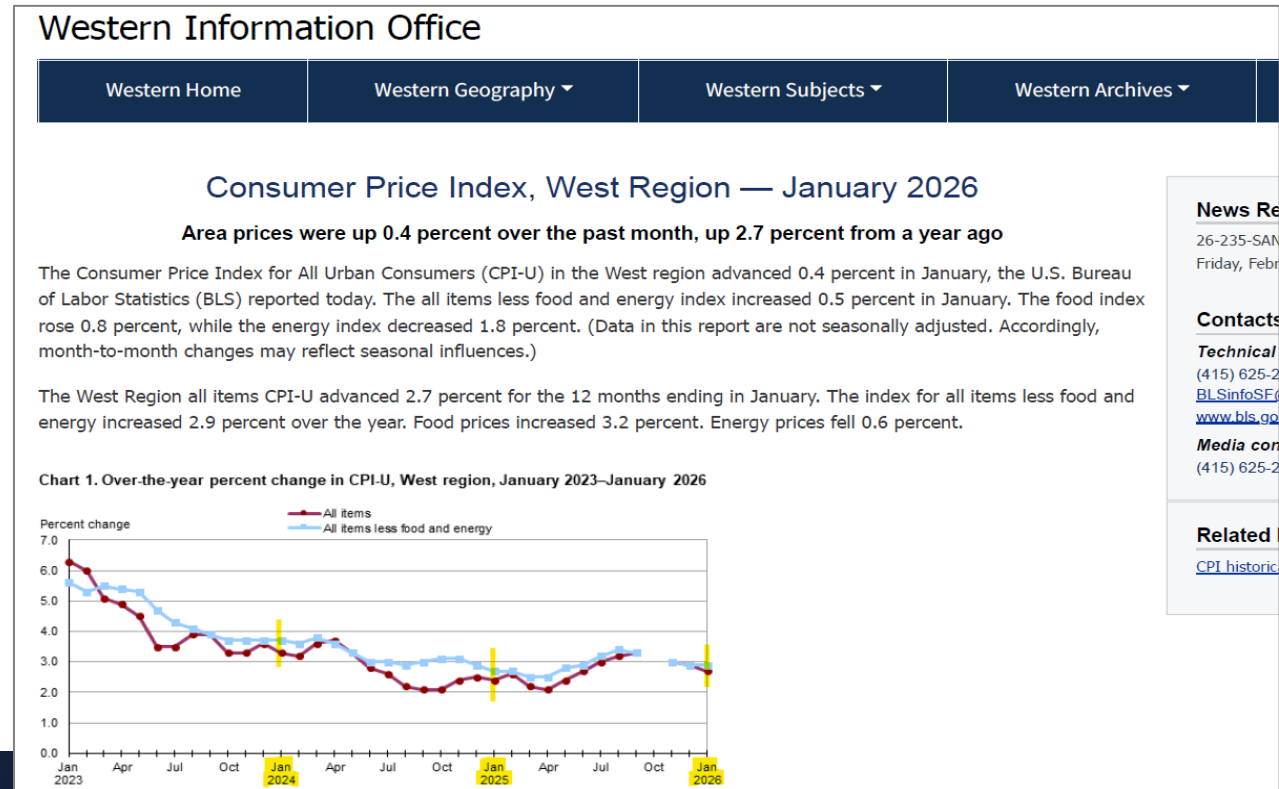 Western Information Office
Western Home
Western Geography
Western Subjects
Western Archives
Consumer Price Index, West Region — January 2026
Area prices were up 0.4 percent over the past month, up 2.7 percent from a year ago
The Consumer Price Index for All Urban Consumers (CPI-U) in the West region advanced 0.4 percent in January, the U.S. Bureau
of Labor Statistics (BLS) reported today. The all items less food and energy index increased 0.5 percent in January. The food index
rose 0.8 percent, while the energy index decreased 1.8 percent. (Data in this report are not seasonally adjusted. Accordingly,
month-to-month changes may reflect seasonal influences.)
The West Region all items CPI-U advanced 2.7 percent for the 12 months ending in January. The index for all items less food and
energy increased 2.9 percent over the year. Food prices increased 3.2 percent. Energy prices fell 0.6 percent.
Chart 1. Over-the-year percent change in CPI-U, West region, January 2023–January 2026
Percent change
All items
All items less food and energy
7.0
6.0
5.0
4.0
3.0
2.0
1.0
0.0
Jan Apr Jul Oct Jan Apr Jul Oct Jan Apr Jul Oct Jan
2023 2024 2025 2026
News Re
26-235-SAN
Friday, Febr
Contacts
Technical
(415) 625-2
BLSinfoSF@
www.bls.go
Media con
(415) 625-2
Related
CPI historica